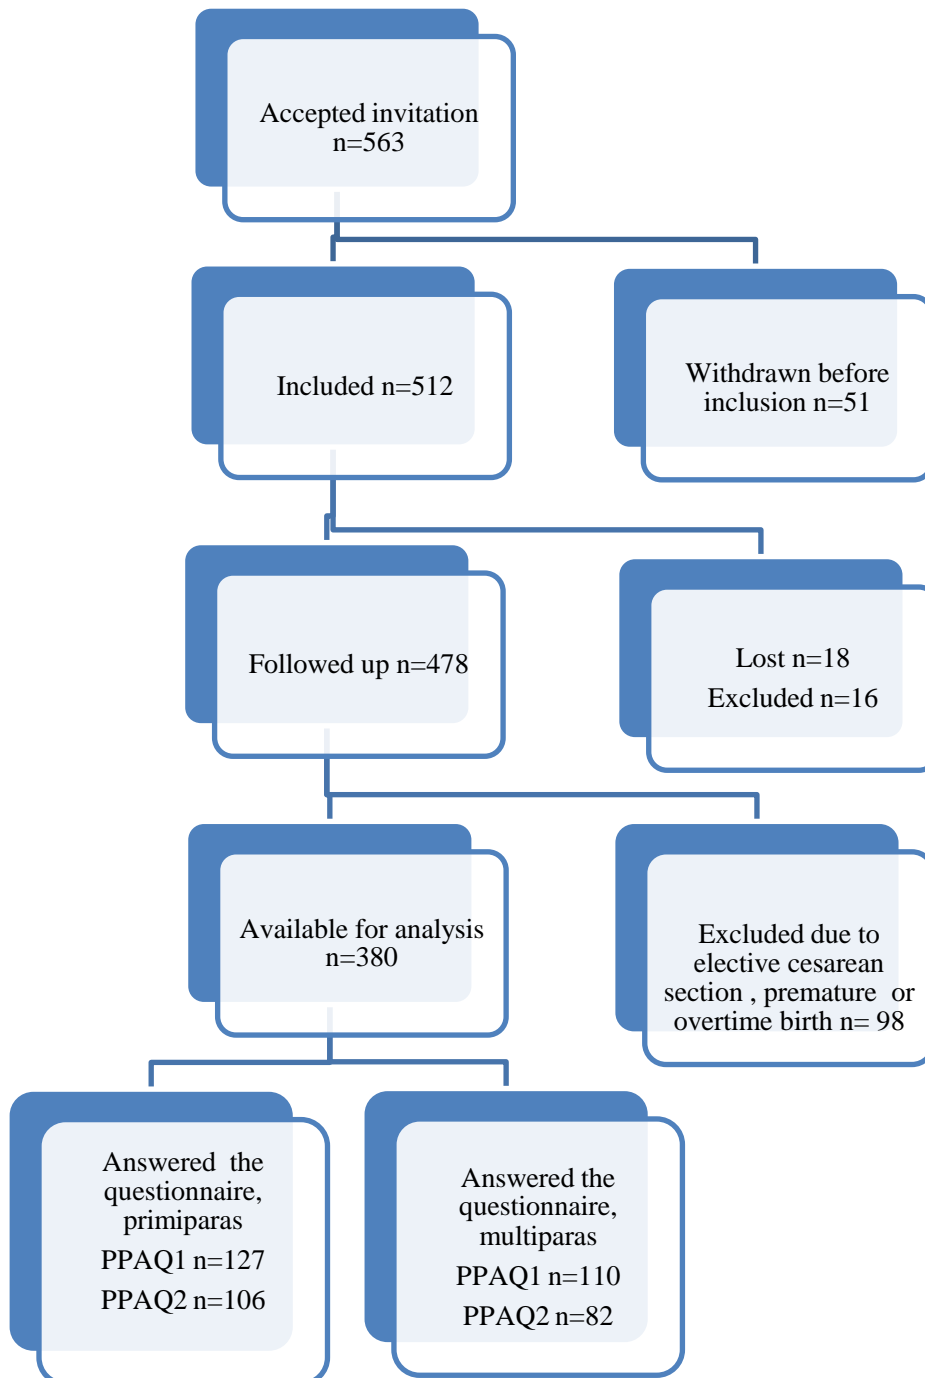 Accepted invitation
n=563
Included n=512
Withdrawn before
inclusion n=51
Followed up n=478
Lost n=18
Excluded n=16
Available for analysis
n=380
Excluded due to
elective cesarean
section , premature or
overtime birth n= 98
Answered the
questionnaire,
primiparas
PPAQ1 n=127
PPAQ2 n=106
Answered the
questionnaire,
multiparas
PPAQ1 n=110
PPAQ2 n=82